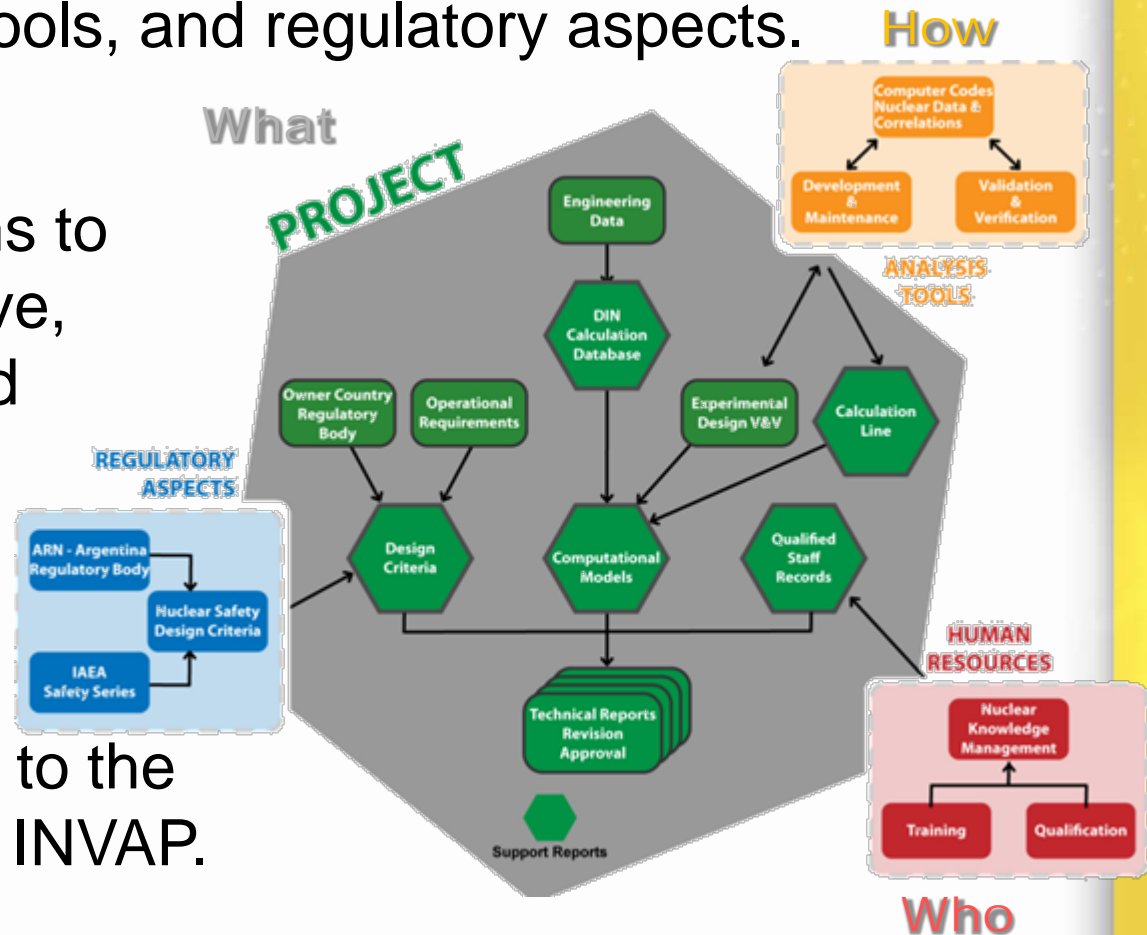 ools, and regulatory aspects.
How
What
PROJECT
Computer Codes
Nuclear Data &
Correlations
Development
&
Maintenance
Validation
&
Verification
ANALYSIS
TOOLS
Engineering
Data
DIN
Calculation
Database
s to
ve,
d
Owner Country
Regulatory
Body
Operational
Requirements
Experimental
Design V&V
Calculation
Line
REGULATORY
ASPECTS
ARN - Argentina
Regulatory Body
Nuclear Safety
Design Criteria
IAEA
Safety Series
Design
Criteria
Computational
Models
Qualified
Staff
Records
HUMAN
RESOURCES
Nuclear
Knowledge
Management
Training
Qualification
Technical Reports
Revision
Approval
to the
INVAP.
Support Reports
Who